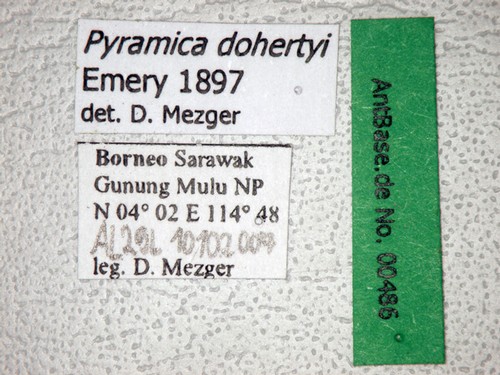 Pyramica dohertyi
Emery 1897
det. D. Mezger
Borneo Sarawak
Gunung Mulu NP
N 04° 02 E 114° 48
leg. D. Mezger
AntBase.de No. 00486